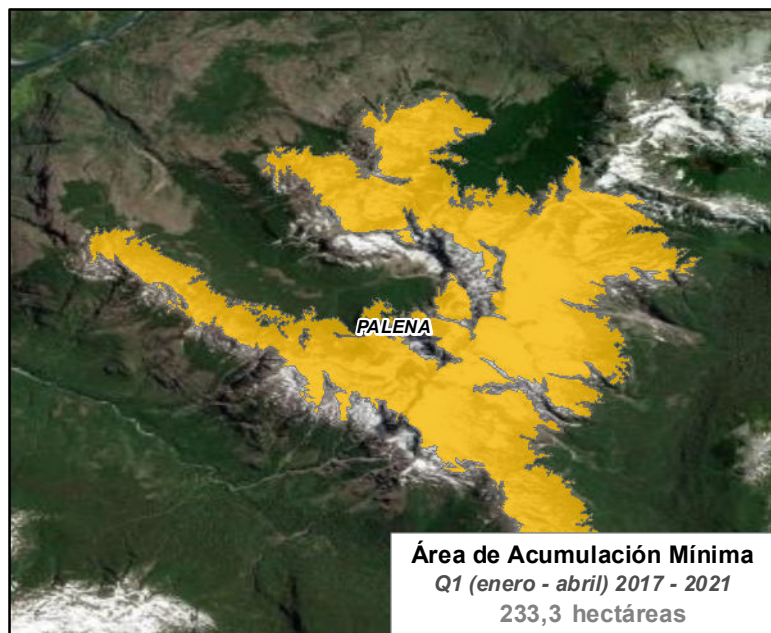 PALENA
Área de Acumulación Mínima
Q1 (enero - abril) 2017 - 2021
233,3 hectáreas